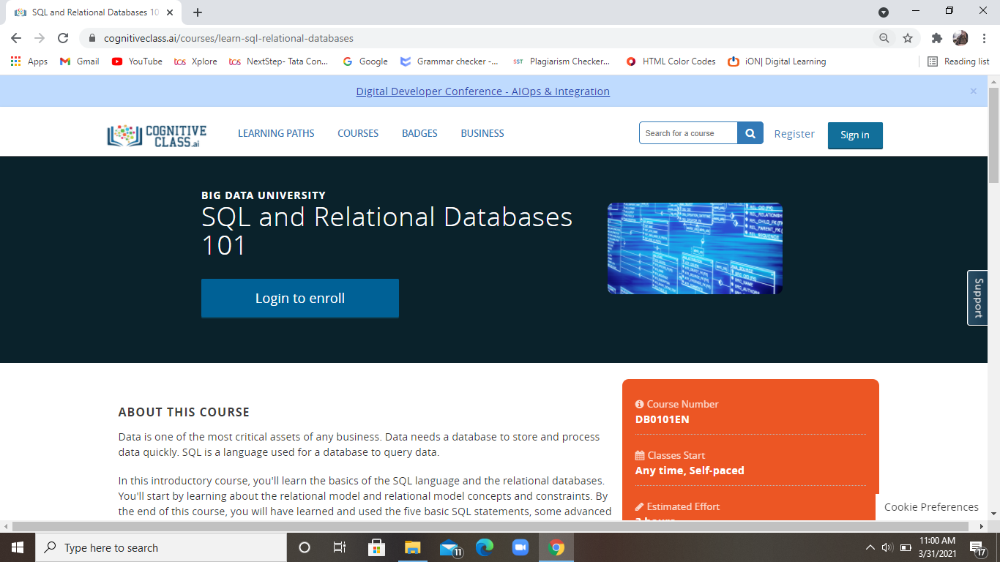 SQL and Relational Databases 10
cognitiveclass.ai/courses/learn-sql-relational-databases
Apps Gmail YouTube tcs Xplore tcs NextStep- Tata Con... Google Grammar checker -... SST Plagiarism Checker... HTML Color Codes iON| Digital Learning Reading list
Digital Developer Conference - AIOps & Integration ×
COGNITIVE
CLASS.ai
LEARNING PATHS COURSES BADGES BUSINESS Search for a course Register Sign in
BIG DATA UNIVERSITY
SQL and Relational Databases
101
Login to enroll
Support
ABOUT THIS COURSE
Data is one of the most critical assets of any business. Data needs a database to store and process
data quickly. SQL is a language used for a database to query data.
In this introductory course, you'll learn the basics of the SQL language and the relational databases.
You'll start by learning about the relational model and relational model concepts and constraints. By
the end of this course, you will have learned and used the five basic SQL statements, some advanced
Course Number
DB0101EN
Classes Start
Any time, Self-paced
Estimated Effort
Cookie Preferences
Type here to search
11
11:00 AM
3/31/2021
17